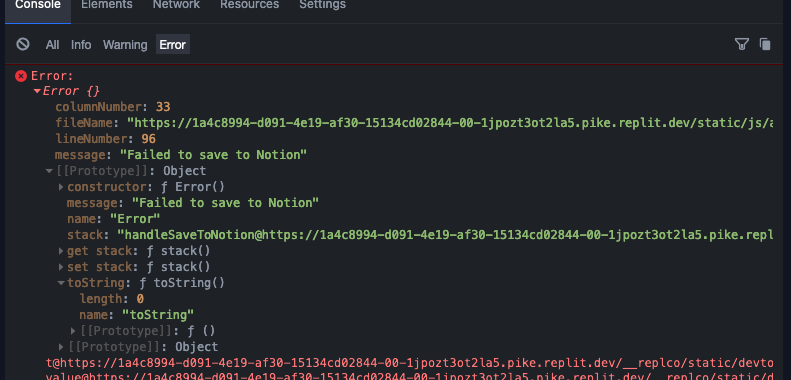 Console Elements Network Resources Settings
All Info Warning Error
Error:
Error {}
columnNumber: 33
fileName: "https://1a4c8994-d091-4e19-af30-15134cd02844-00-1jpozt3ot2la5.pike.replit.dev/static/js/a
lineNumber: 96
message: "Failed to save to Notion"
[[Prototype]]: Object
constructor: ƒ Error()
message: "Failed to save to Notion"
name: "Error"
stack: "handleSaveToNotion@https://1a4c8994-d091-4e19-af30-15134cd02844-00-1jpozt3ot2la5.pike.repl
get stack: ƒ stack()
set stack: ƒ stack()
toString: ƒ toString()
length: 0
name: "toString"
[[Prototype]]: ƒ ()
[[Prototype]]: Object
t@https://1a4c8994-d091-4e19-af30-15134cd02844-00-1jpozt3ot2la5.pike.replit.dev/__replco/static/devto
value@https://1a4c8994-d091-4e19-af30-15134cd02844-00-1jpozt3ot2la5.pike.replit.dev/__replco/static/d